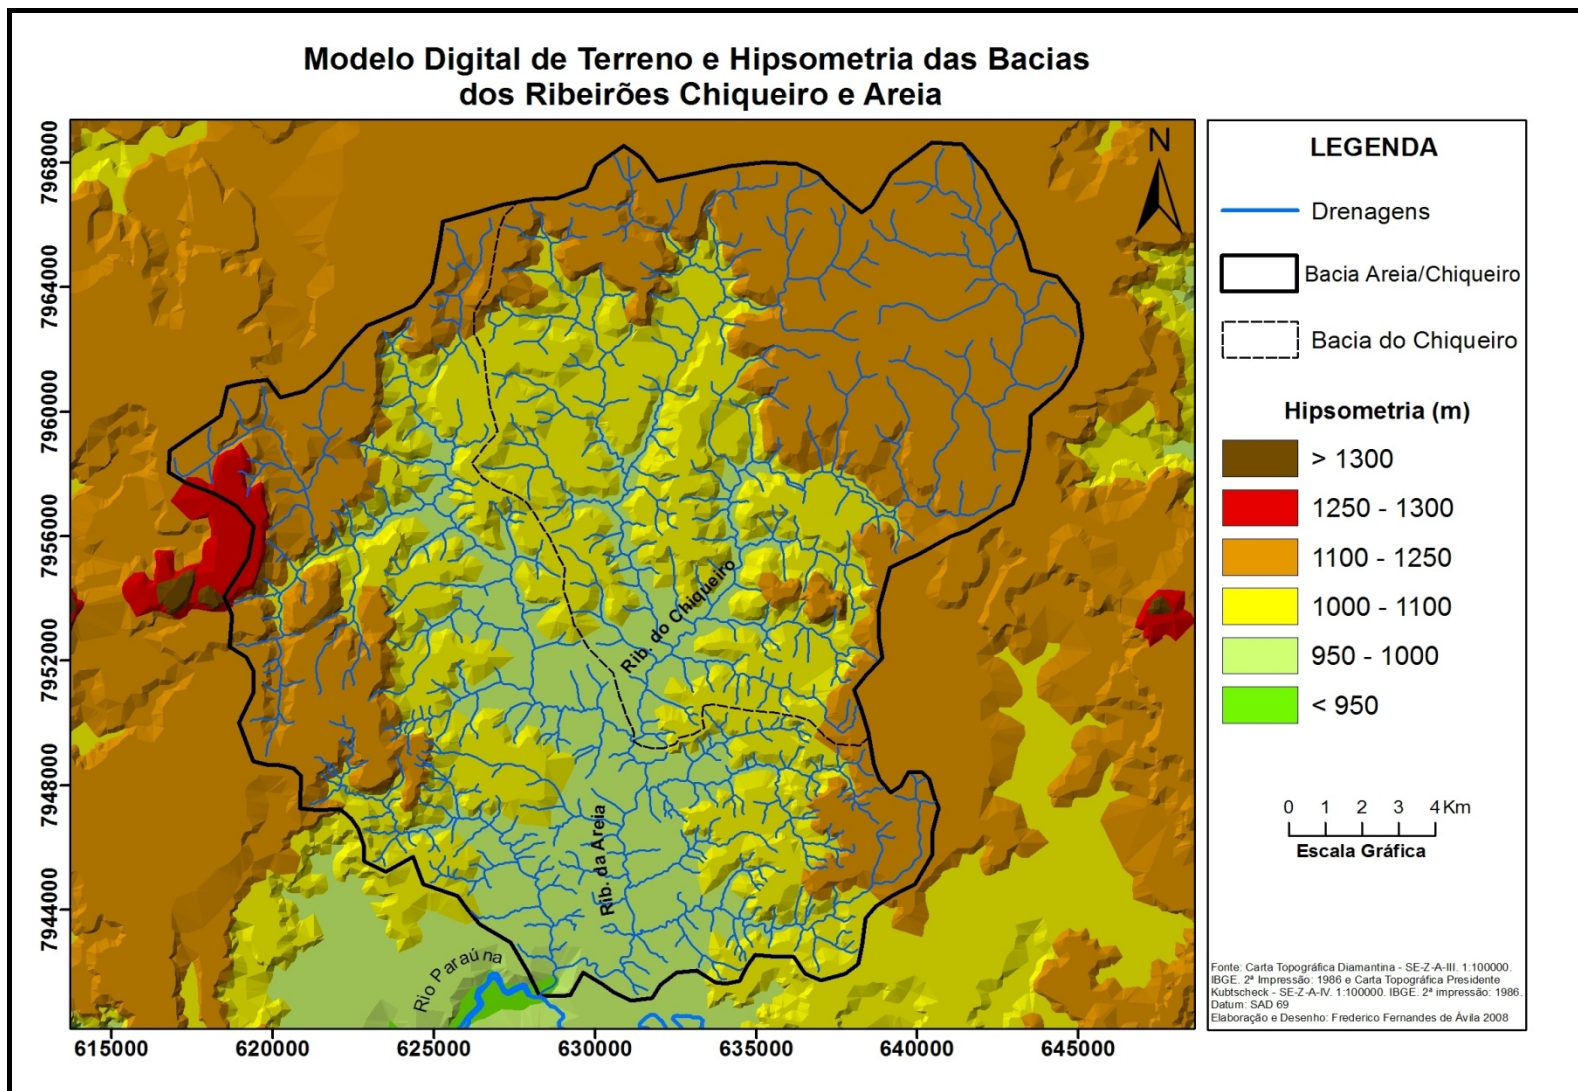 Modelo Digital de Terreno e Hipsometria das Bacias
dos Ribeirões Chiqueiro e Areia
7968000
7964000
7960000
7956000
7952000
7948000
7944000
N
Rib. do Chiqueiro
Rib. da Areia
Rio Paraúna
615000
620000
625000
630000
635000
640000
645000
LEGENDA
Drenagens
Bacia Areia/Chiqueiro
Bacia do Chiqueiro
Hipsometria (m)
> 1300
1250 - 1300
1100 - 1250
1000 - 1100
950 - 1000
< 950
0 1 2 3 4 Km
Escala Gráfica
Fonte: Carta Topográfica Diamantina - SE-Z-A-III. 1:100000.
IBGE. 2ª Impressão: 1986 e Carta Topográfica Presidente
Kubtscheck - SE-Z-A-IV. 1:100000. IBGE. 2ª impressão: 1986.
Datum: SAD 69
Elaboração e Desenho: Frederico Fernandes de Ávila 2008